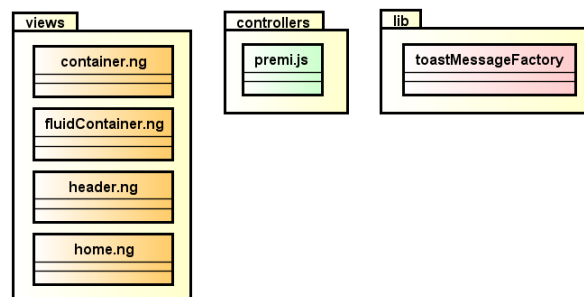 views
container.ng
fluidContainer.ng
header.ng
home.ng
controllers
premi.js
lib
toastMessageFactory